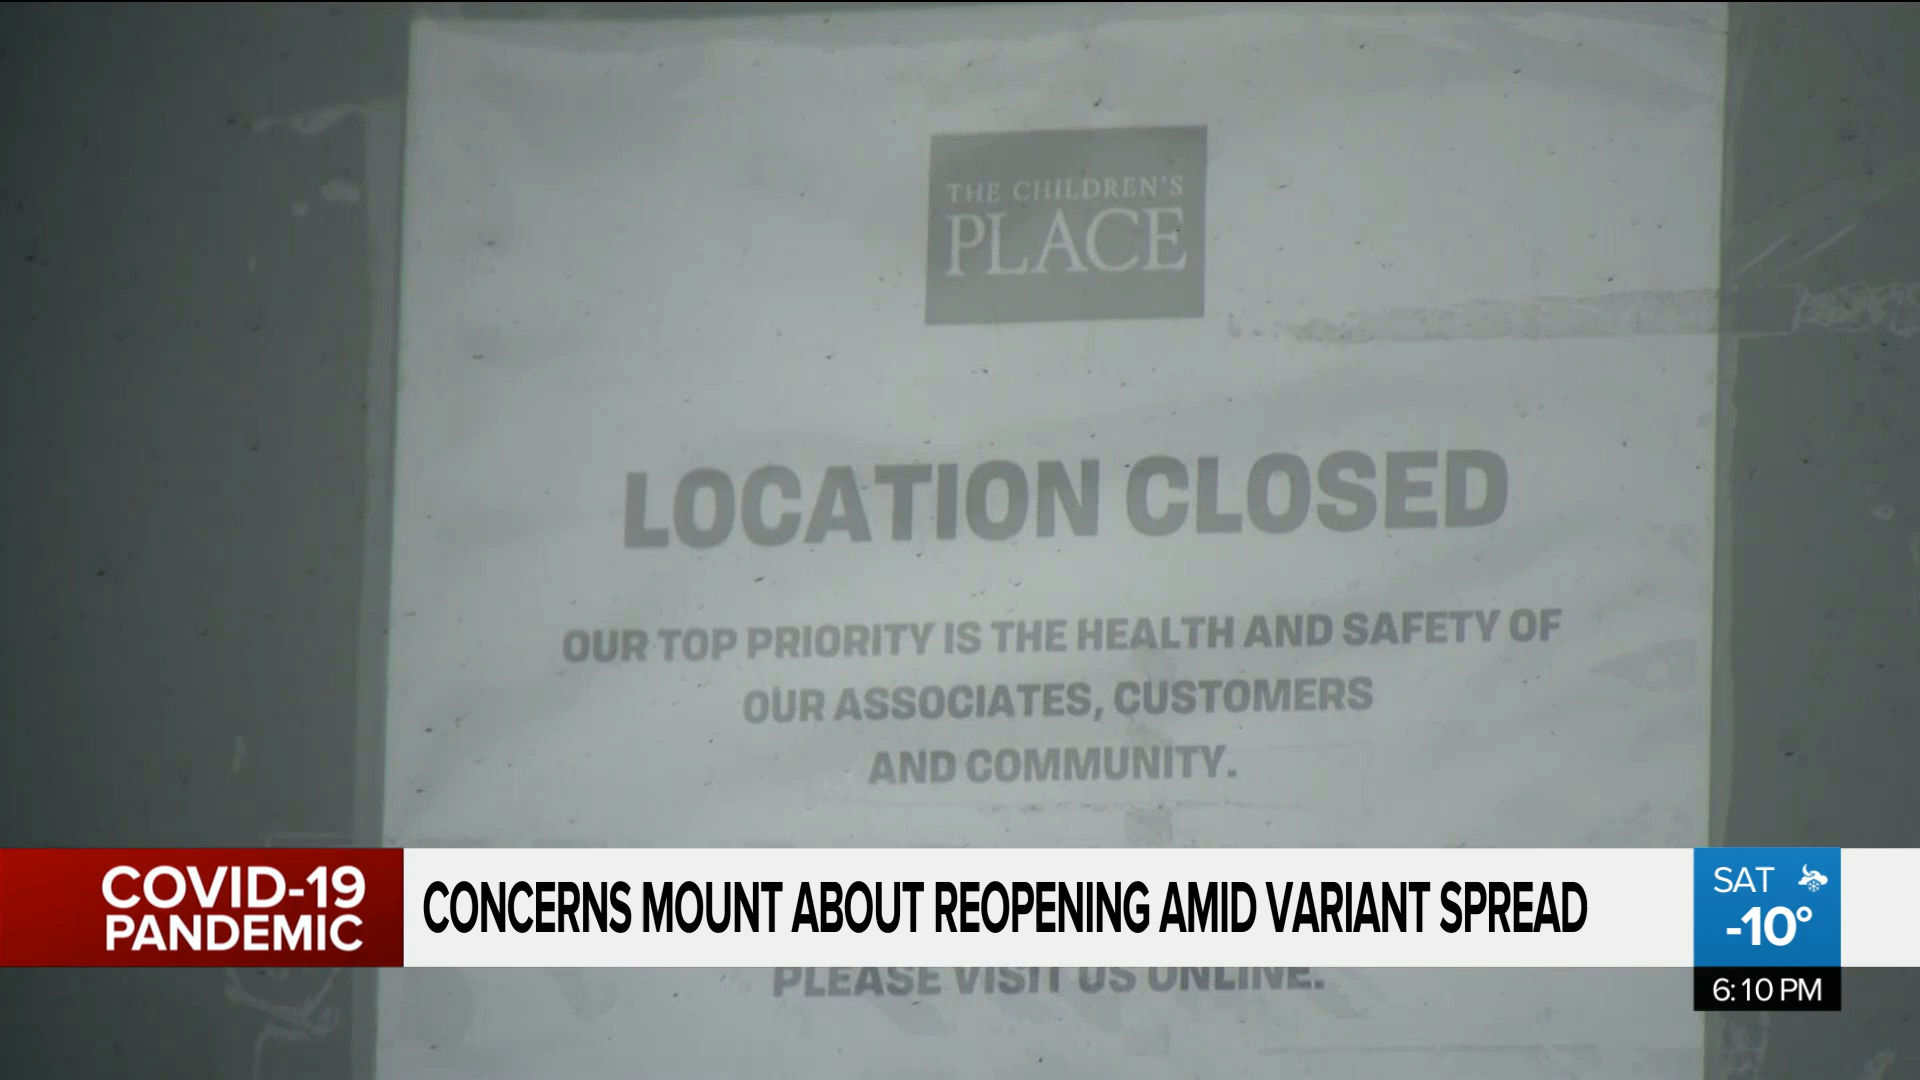 THE CHILDREN'S
PLACE
LOCATION CLOSED
OUR TOP PRIORITY IS THE HEALTH AND SAFETY OF
OUR ASSOCIATES, CUSTOMERS
AND COMMUNITY.
COVID-19
PANDEMIC
CONCERNS MOUNT ABOUT REOPENING AMID VARIANT SPREAD
SAT
-10°
6:10 PM
PLEASE VISIT US ONLINE.